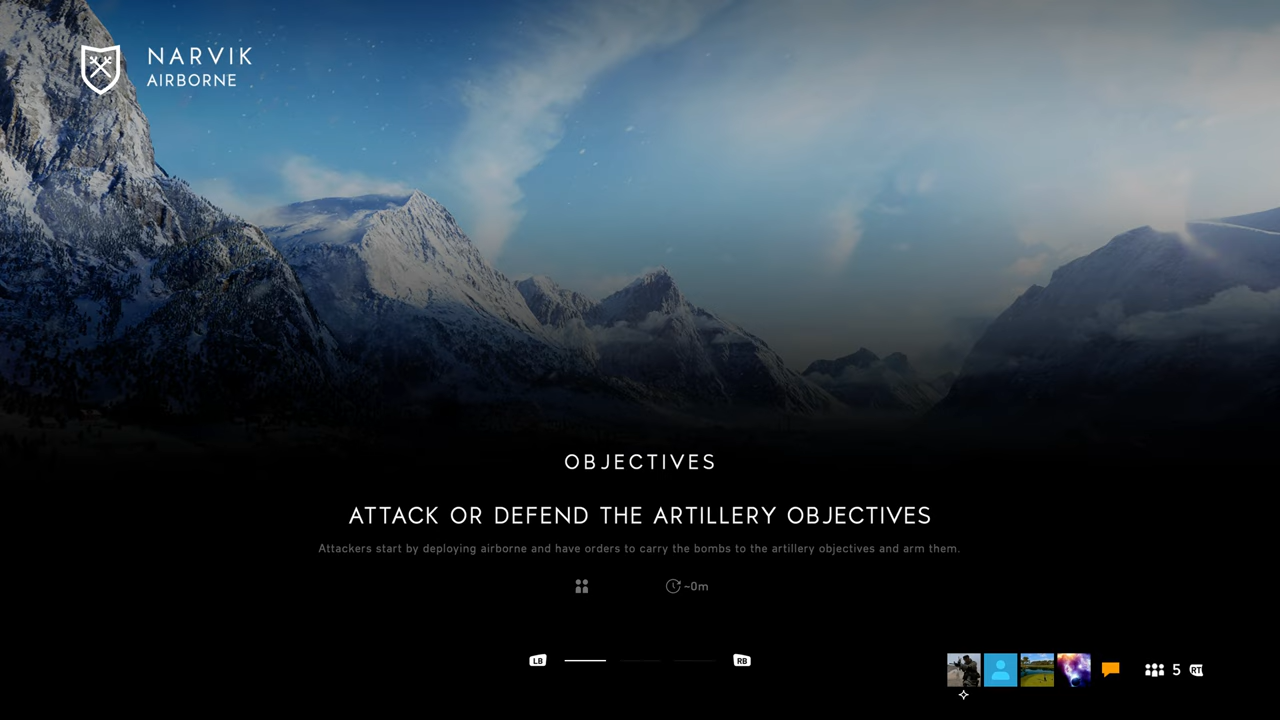 NARVIK
AIRBORNE
OBJECTIVES
ATTACK OR DEFEND THE ARTILLERY OBJECTIVES
Attackers start by deploying airborne and have orders to carry the bombs to the artillery objectives and arm them.
~0m
LB
RB
5
RT